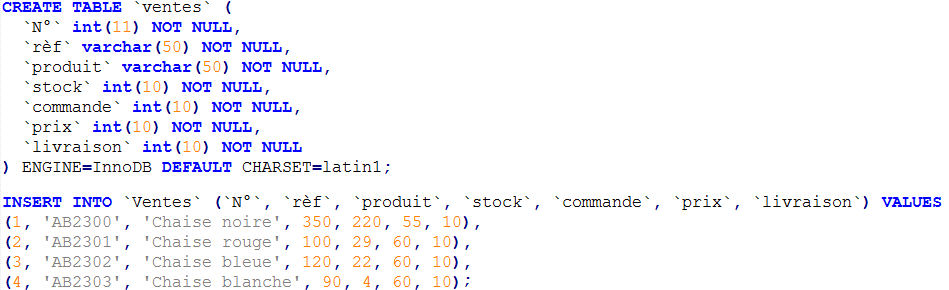 CREATE TABLE `ventes` (
`N°` int(11) NOT NULL,
`rèf` varchar(50) NOT NULL,
`produit` varchar(50) NOT NULL,
`stock` int(10) NOT NULL,
`commande` int(10) NOT NULL,
`prix` int(10) NOT NULL,
`livraison` int(10) NOT NULL
) ENGINE=InnoDB DEFAULT CHARSET=latin1;
INSERT INTO `Ventes` (`N°`, `rèf`, `produit`, `stock`, `commande`, `prix`, `livraison`) VALUES
(1, 'AB2300', 'Chaise noire', 350, 220, 55, 10),
(2, 'AB2301', 'Chaise rouge', 100, 29, 60, 10),
(3, 'AB2302', 'Chaise bleue', 120, 22, 60, 10),
(4, 'AB2303', 'Chaise blanche', 90, 4, 60, 10);